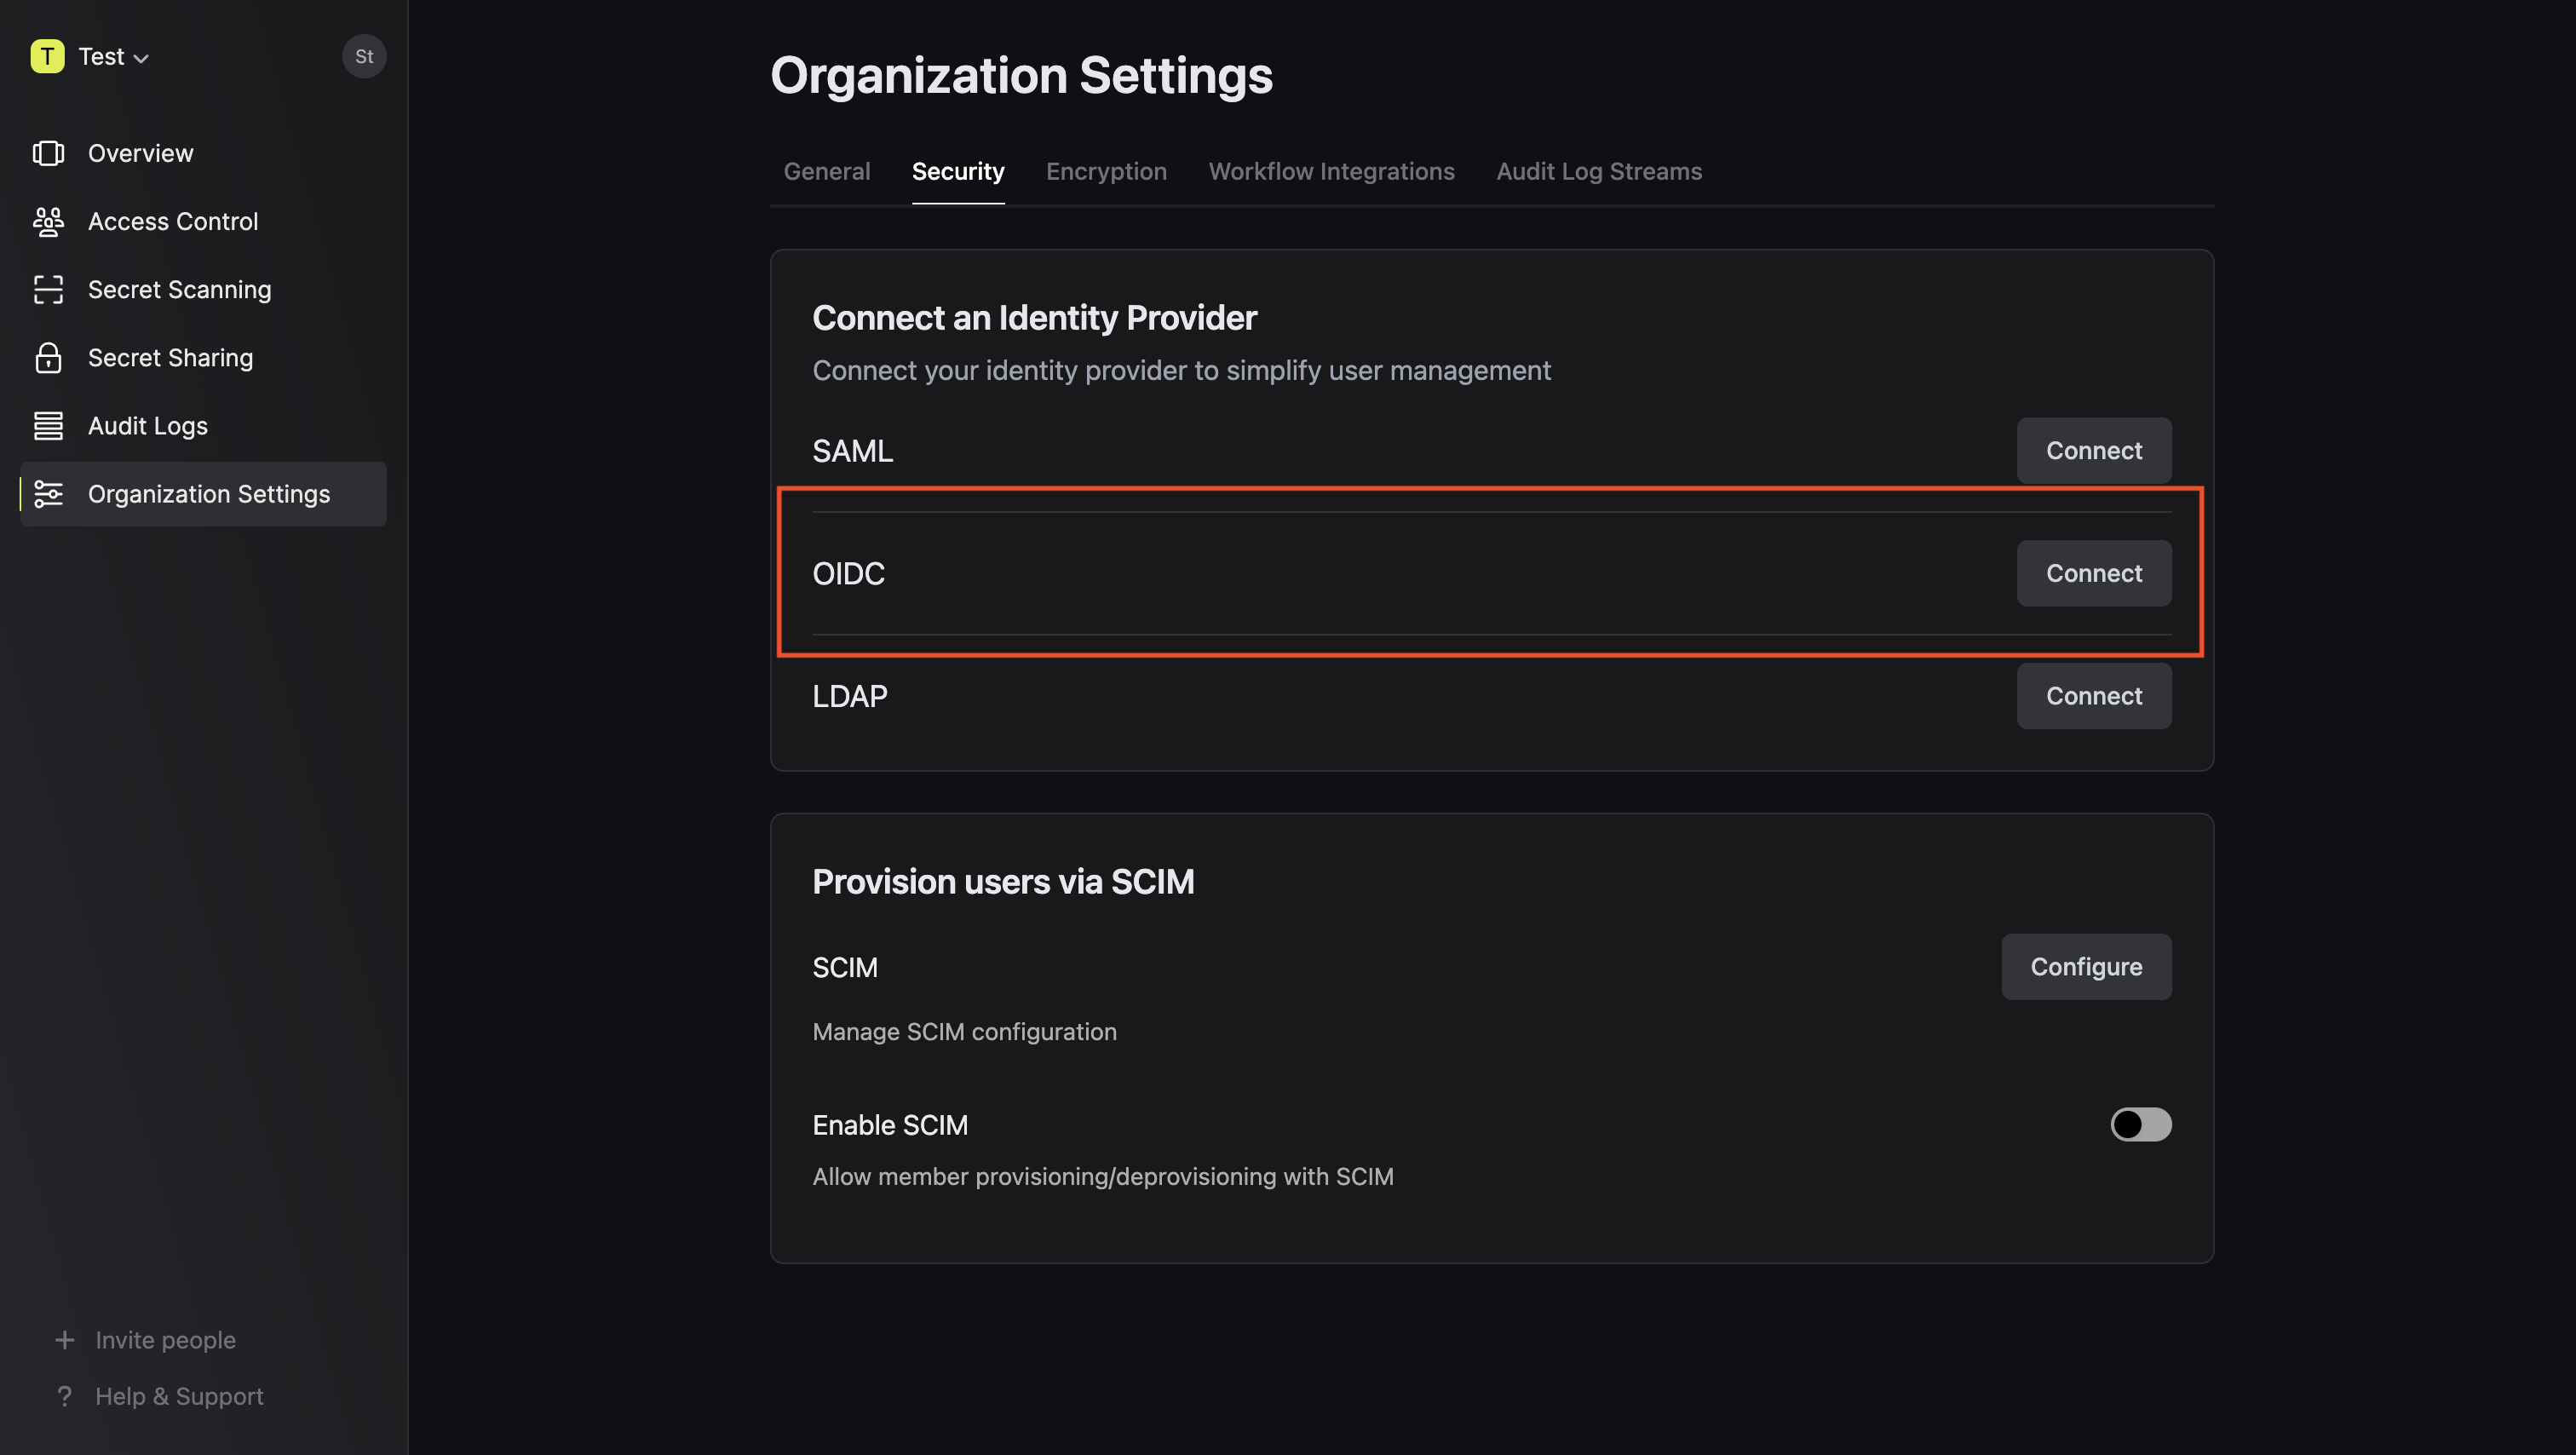 T Test
St
Overview
Access Control
Secret Scanning
Secret Sharing
Audit Logs
Organization Settings
Invite people
? Help & Support
Organization Settings
General Security Encryption Workflow Integrations Audit Log Streams
Connect an Identity Provider
Connect your identity provider to simplify user management
SAML Connect
OIDC Connect
LDAP Connect
Provision users via SCIM
SCIM Configure
Manage SCIM configuration
Enable SCIM
Allow member provisioning/deprovisioning with SCIM